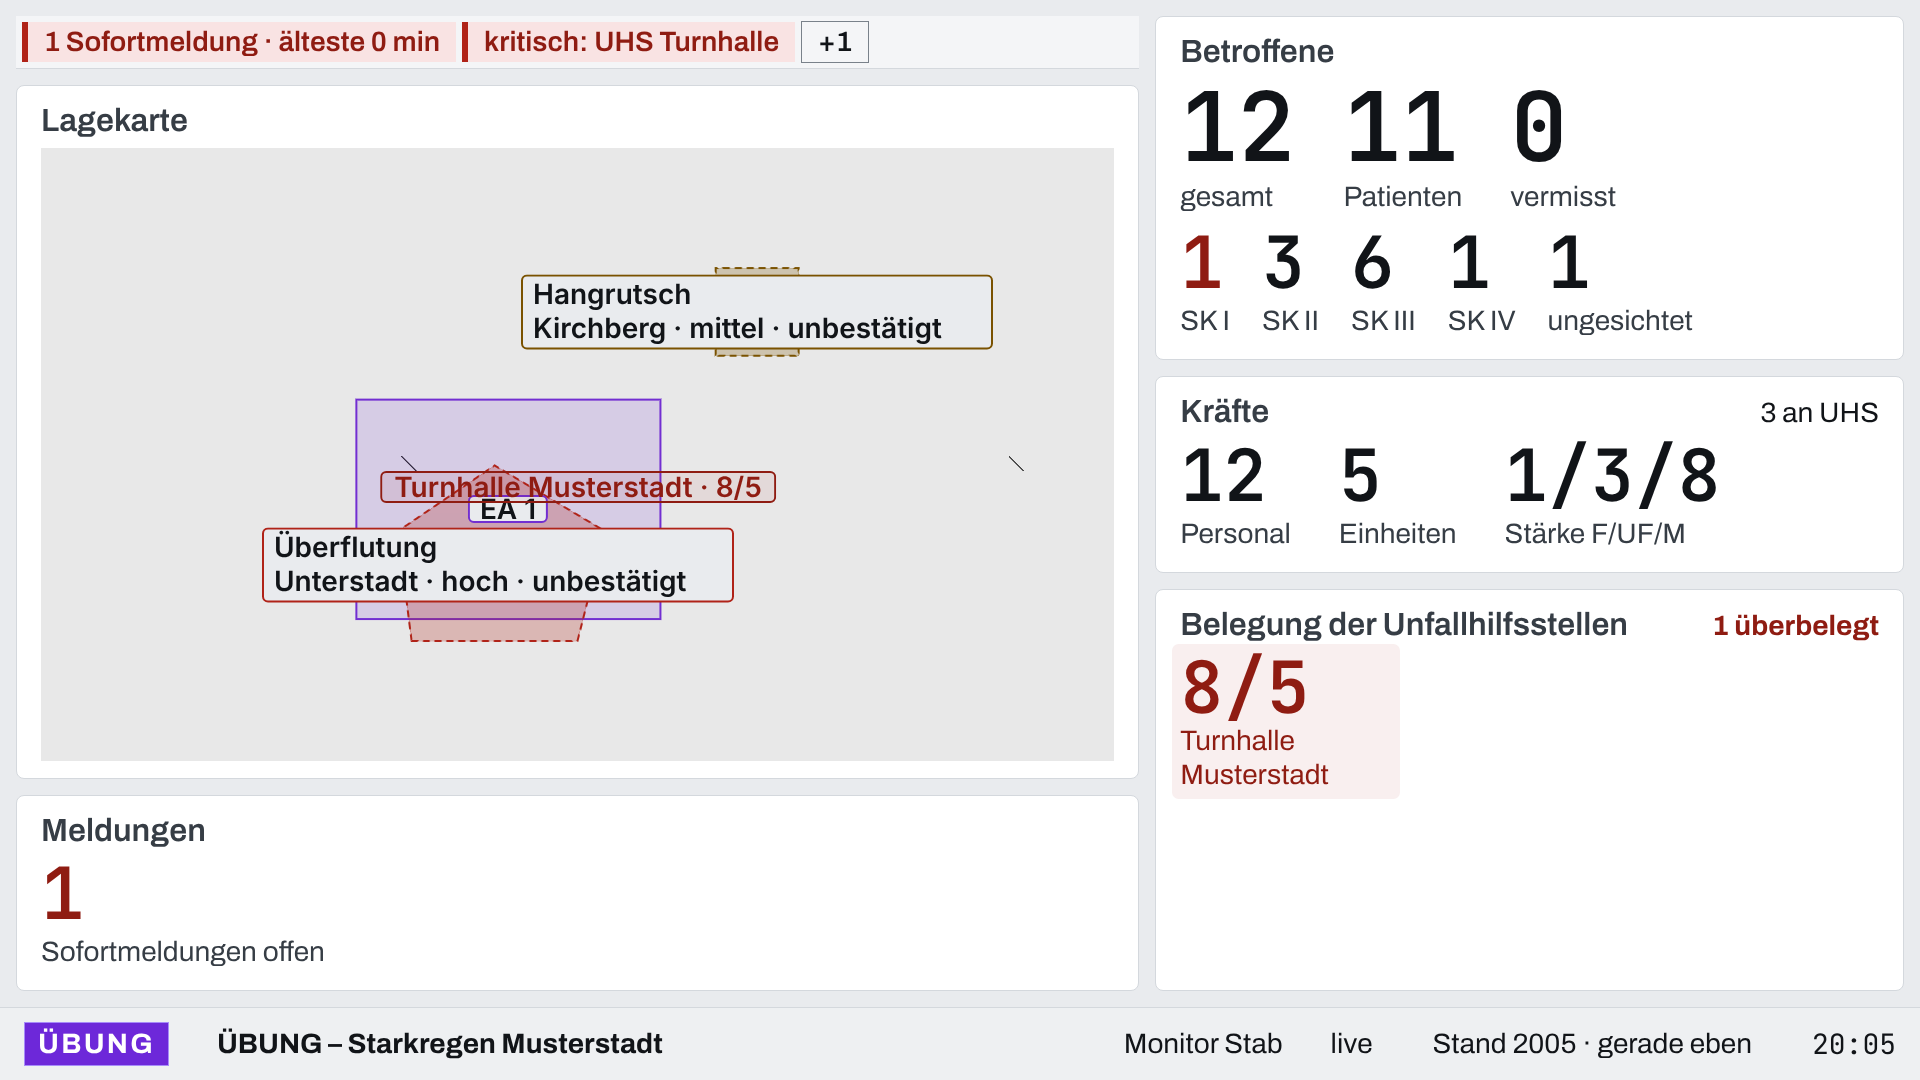 1 Sofortmeldung · älteste 0 min
kritisch: UHS Turnhalle
+1
Lagekarte
Hangrutsch
Kirchberg · mittel · unbestätigt
Turnhalle Musterstadt · 8/5
EA 1
Überflutung
Unterstadt · hoch · unbestätigt
Meldungen
1
Sofortmeldungen offen
Betroffene
12 11 0
gesamt Patienten vermisst
1 3 6 1 1
SK I SK II SK III SK IV ungesichtet
Kräfte 3 an UHS
12 5 1/3/8
Personal Einheiten Stärke F/UF/M
Belegung der Unfallhilfsstellen 1 überbelegt
8/5
Turnhalle
Musterstadt
ÜBUNG ÜBUNG – Starkregen Musterstadt Monitor Stab live Stand 2005 · gerade eben 20:05